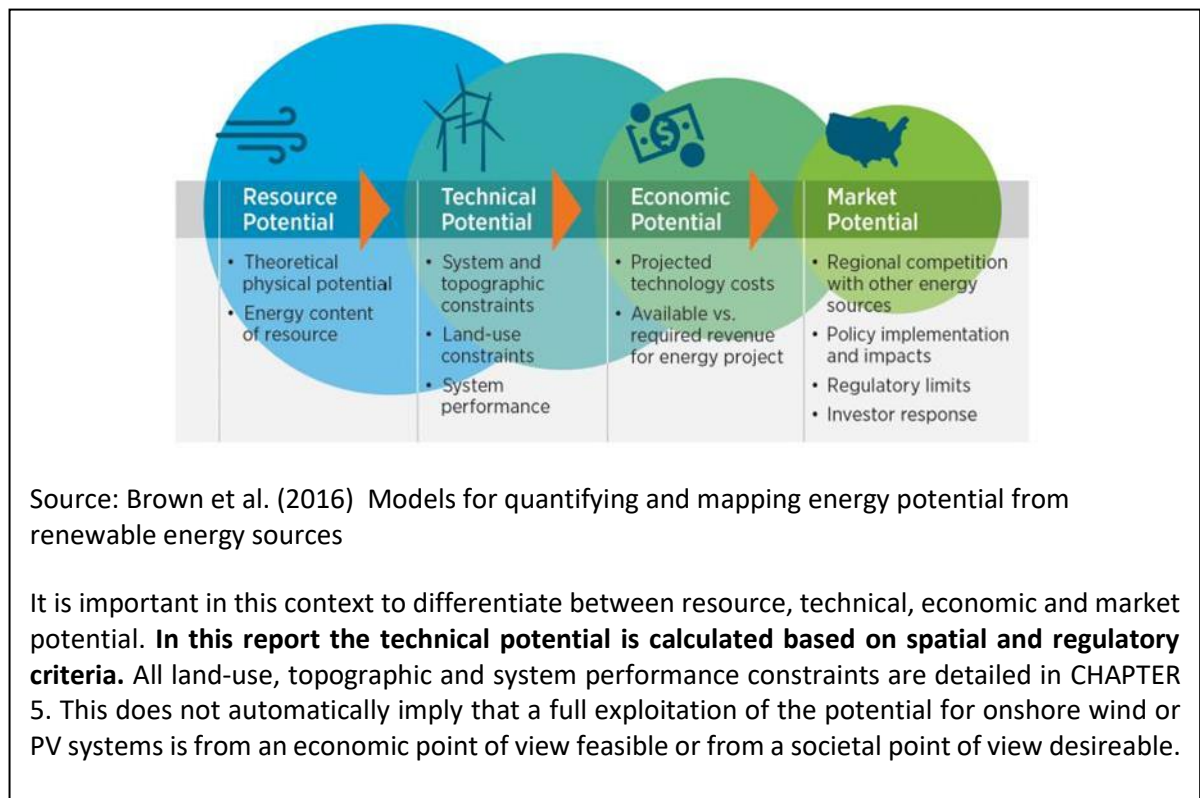 Resource
Potential
• Theoretical
physical potential
• Energy content
of resource
Technical
Potential
• System and
topographic
constraints
• Land-use
constraints
• System
performance
Economic
Potential
• Projected
technology costs
• Available vs.
required revenue
for energy project
Market
Potential
• Regional competition
with other energy
sources
• Policy implementation
and impacts
• Regulatory limits
• Investor response
Source: Brown et al. (2016) Models for quantifying and mapping energy potential from
renewable energy sources
It is important in this context to differentiate between resource, technical, economic and market
potential. In this report the technical potential is calculated based on spatial and regulatory
criteria. All land-use, topographic and system performance constraints are detailed in CHAPTER
5. This does not automatically imply that a full exploitation of the potential for onshore wind or
PV systems is from an economic point of view feasible or from a societal point of view desireable.